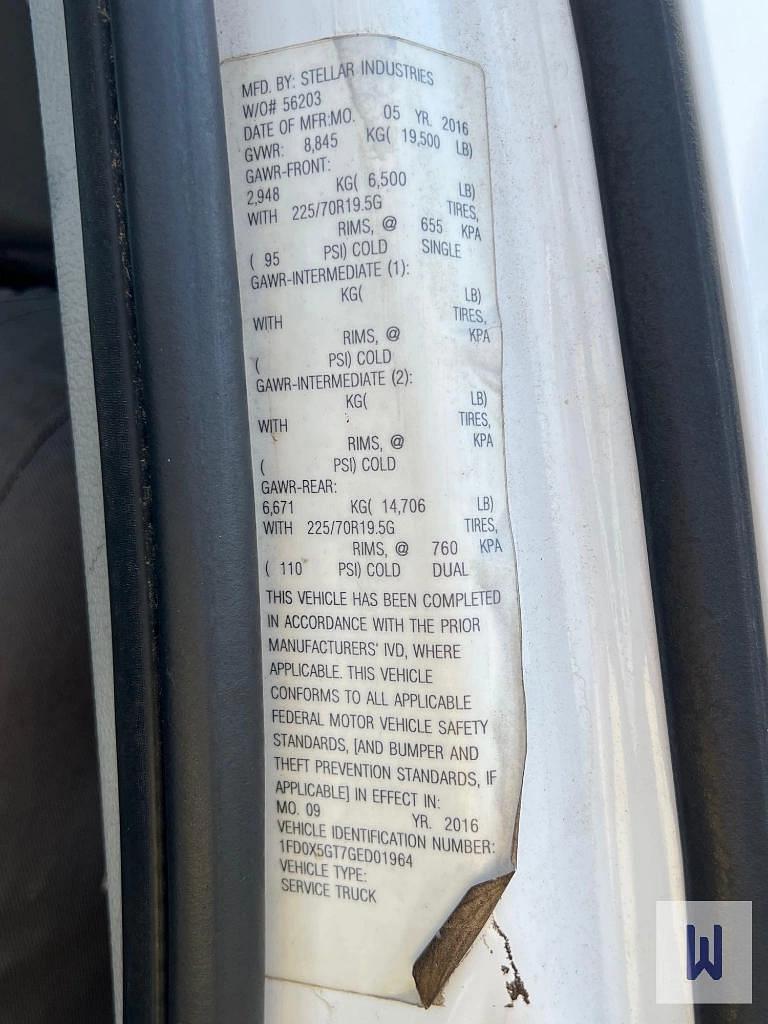 MFD. BY: STELLAR INDUSTRIES
W/O# 56203
DATE OF MFR:MO. 05 YR. 2016
GVWR: 8,845 KG( 19,500 LB)
GAWR-FRONT:
2,948 KG( 6,500 LB)
WITH 225/70R19.5G TIRES,
RIMS, @ 655 KPA
( 95 PSI) COLD SINGLE
GAWR-INTERMEDIATE (1):
KG( LB)
WITH TIRES,
RIMS, @ KPA
( PSI) COLD
GAWR-INTERMEDIATE (2):
KG( LB)
WITH TIRES,
RIMS, @ KPA
( PSI) COLD
GAWR-REAR:
6,671 KG( 14,706 LB)
WITH 225/70R19.5G TIRES,
RIMS, @ 760 KPA
( 110 PSI) COLD DUAL
THIS VEHICLE HAS BEEN COMPLETED
IN ACCORDANCE WITH THE PRIOR
MANUFACTURERS' IVD, WHERE
APPLICABLE. THIS VEHICLE
CONFORMS TO ALL APPLICABLE
FEDERAL MOTOR VEHICLE SAFETY
STANDARDS, [AND BUMPER AND
THEFT PREVENTION STANDARDS, IF
APPLICABLE] IN EFFECT IN:
MO. 09 YR. 2016
VEHICLE IDENTIFICATION NUMBER:
1FD0X5GT7GED01964
VEHICLE TYPE:
SERVICE TRUCK
W